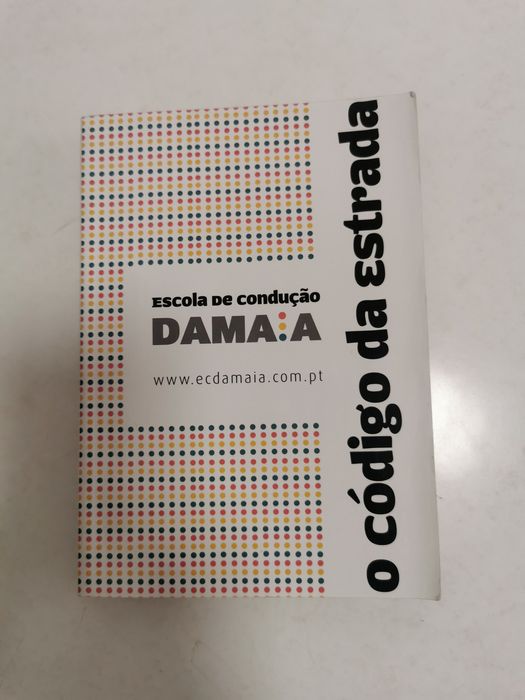 Escola de condução
DAMAIA
www.ecdamaia.com.pt
o código da Estrada